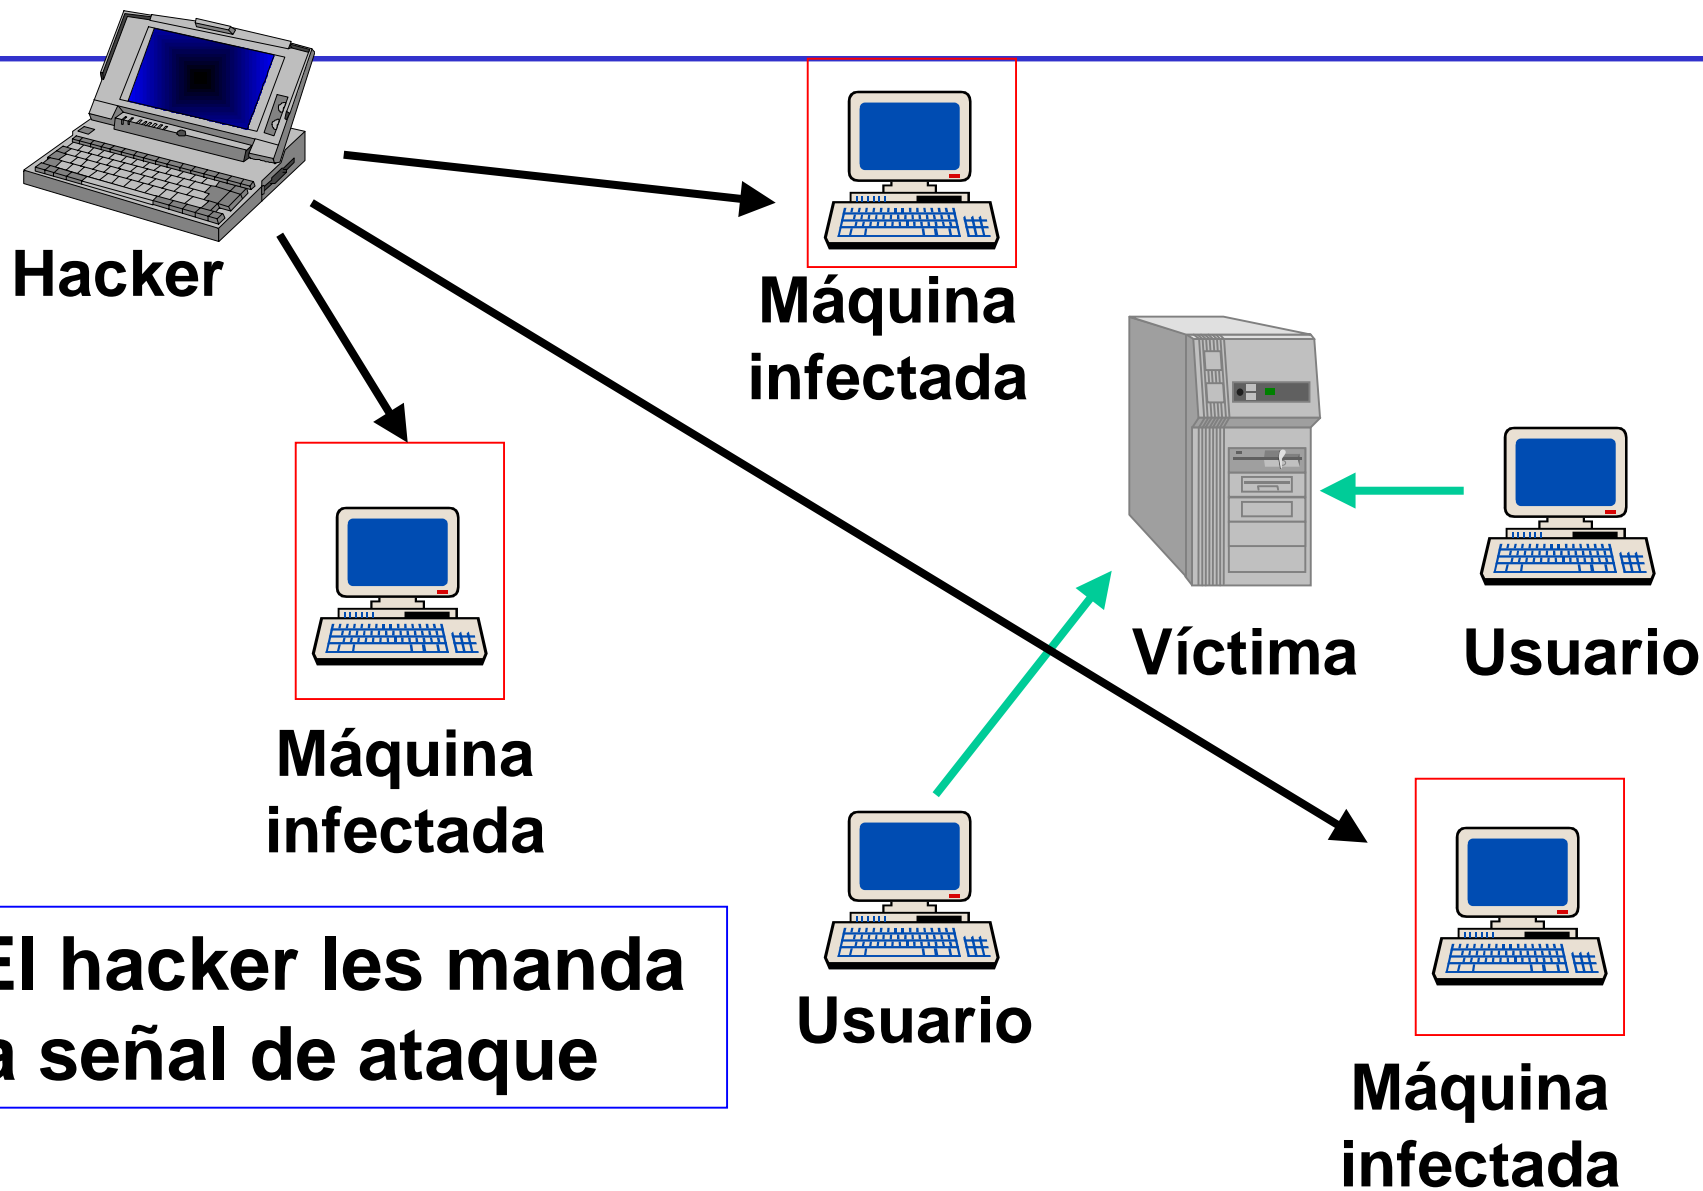 Hacker
Máquina
infectada
Víctima
Usuario
Máquina
infectada
Usuario
El hacker les manda
a señal de ataque
Máquina
infectada